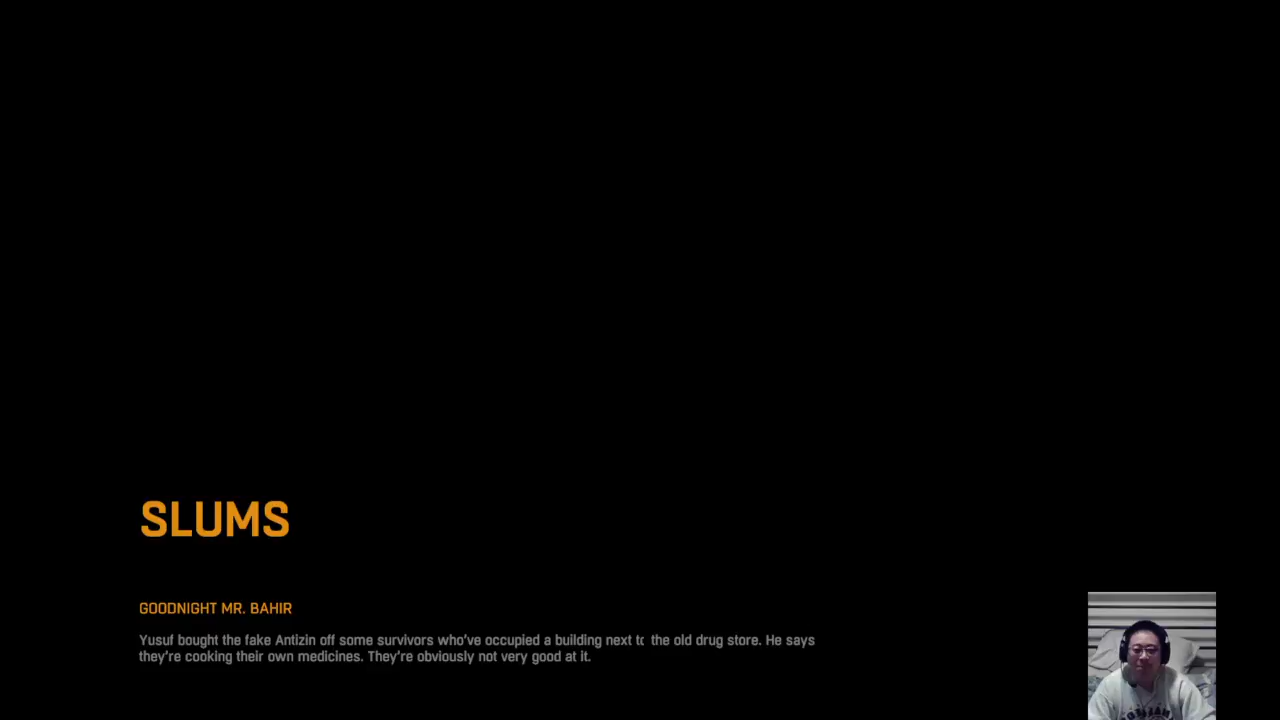 SLUMS
GOODNIGHT MR. BAHIR
Yusuf bought the fake Antizin off some survivors who've occupied a building next to the old drug store. He says
they're cooking their own medicines. They're obviously not very good at it.